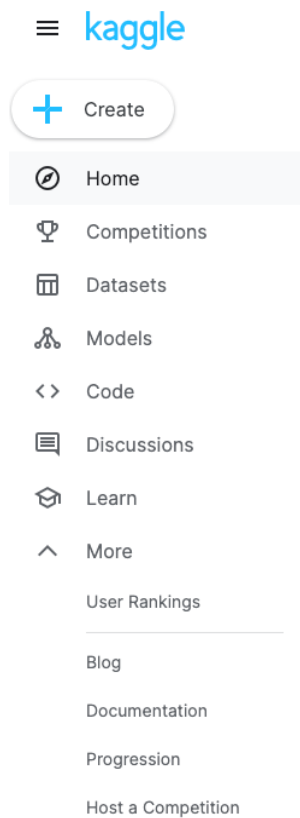 kaggle
Create
Home
Competitions
Datasets
Models
Code
Discussions
Learn
More
User Rankings
Blog
Documentation
Progression
Host a Competition